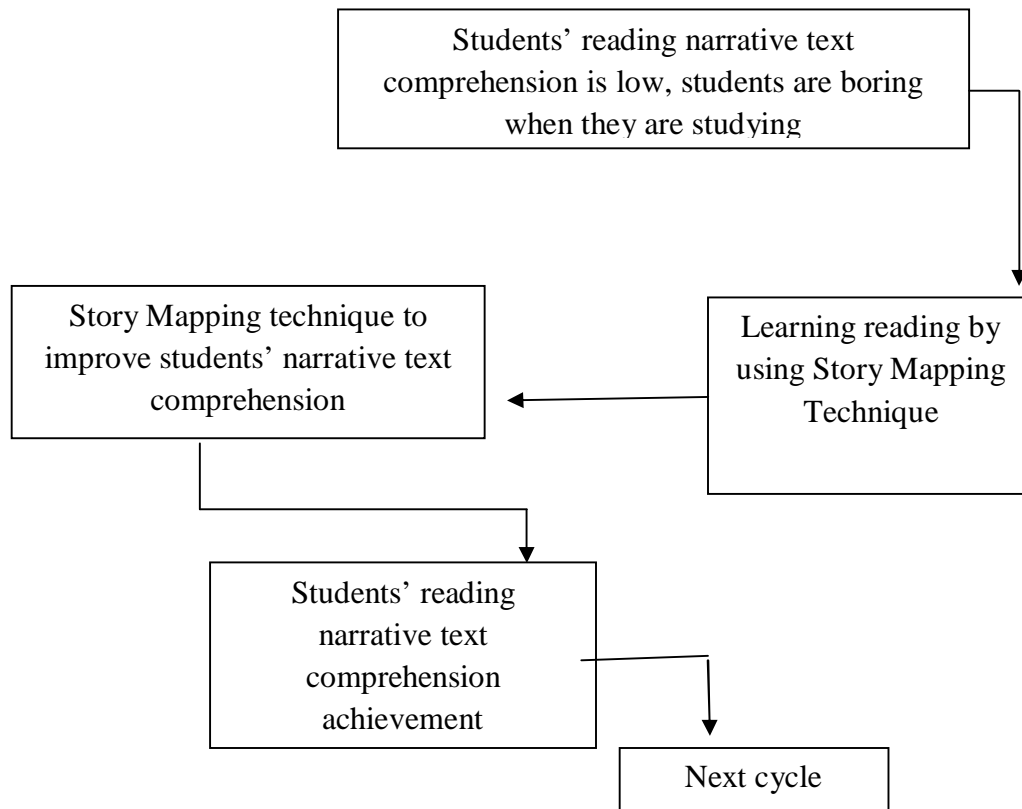 Students’ reading narrative text
comprehension is low, students are boring
when they are studying
Learning reading by
using Story Mapping
Technique
Story Mapping technique to
improve students’ narrative text
comprehension
Students’ reading
narrative text
comprehension
achievement
Next cycle